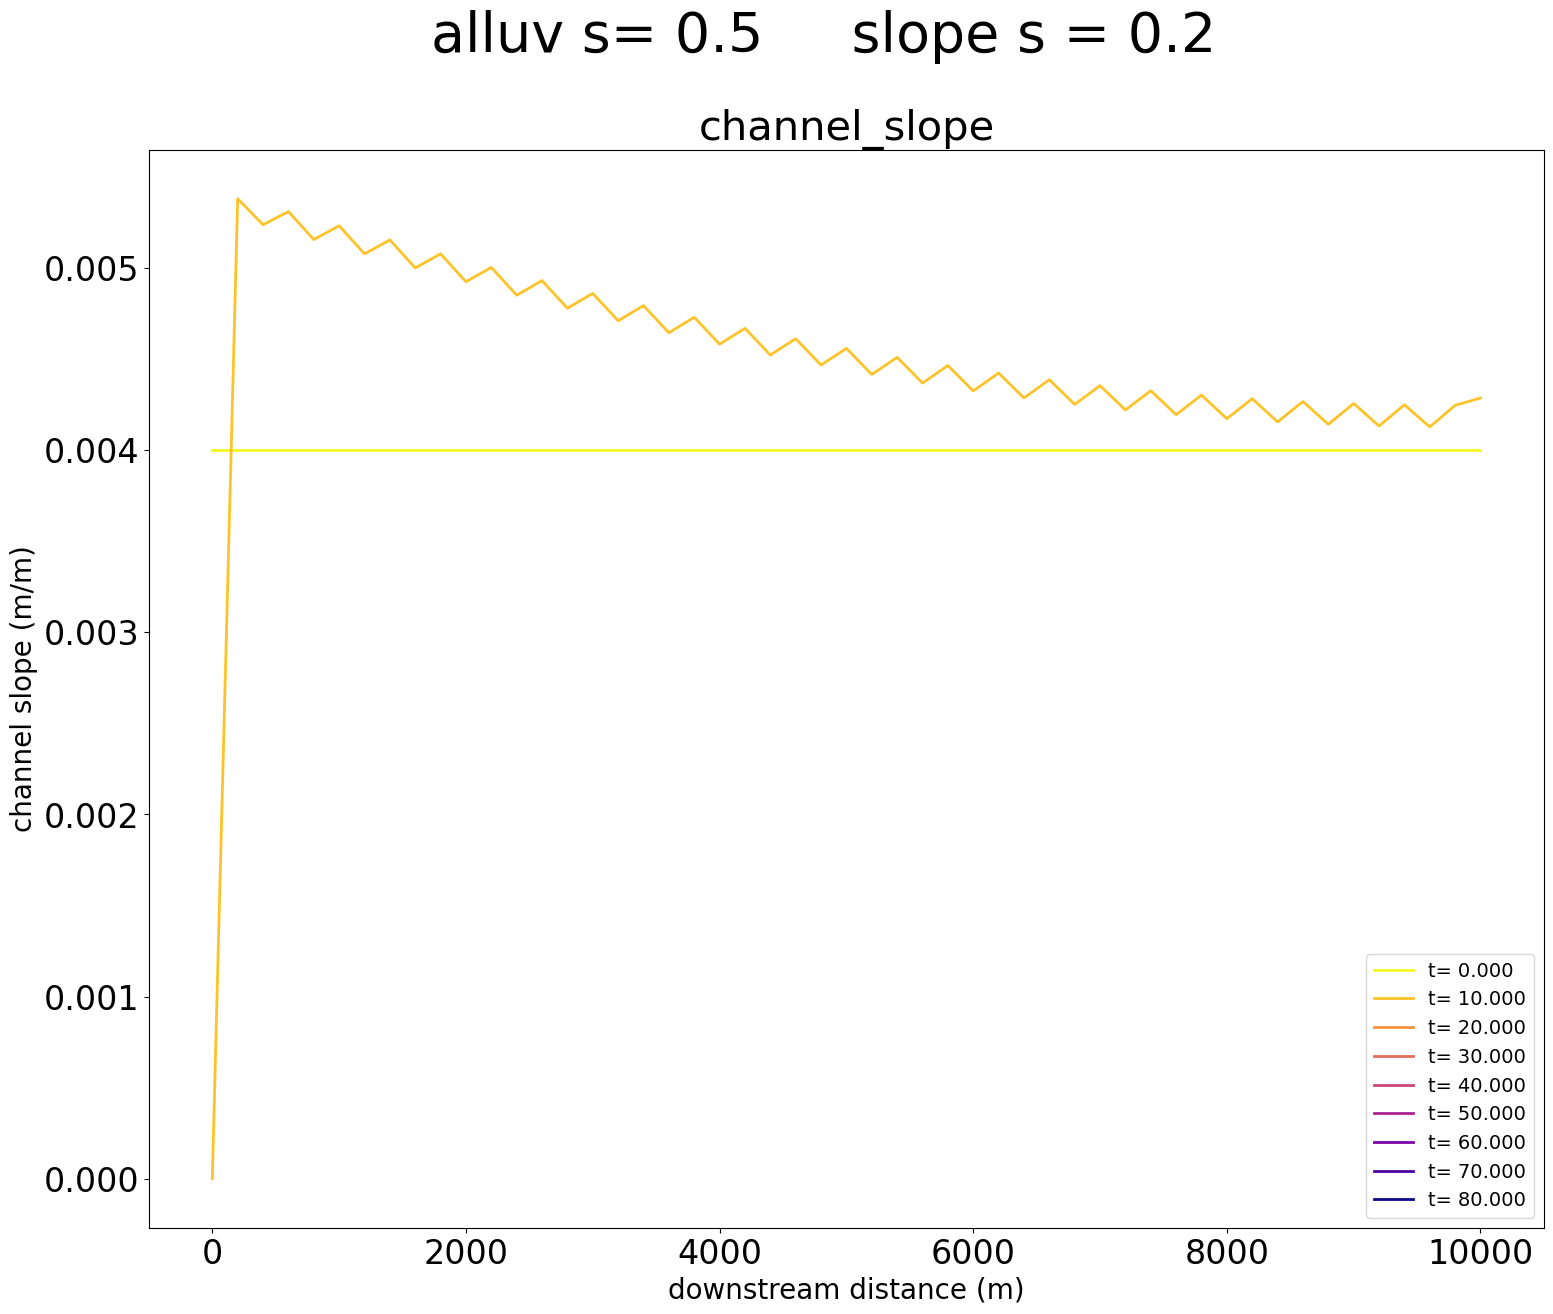 alluv s= 0.5     slope s = 0.2
channel_slope
channel slope (m/m)
0.005
0.004
0.003
0.002
0.001
0.000
t= 0.000
t= 10.000
t= 20.000
t= 30.000
t= 40.000
t= 50.000
t= 60.000
t= 70.000
t= 80.000
0 2000 4000 6000 8000 10000
downstream distance (m)